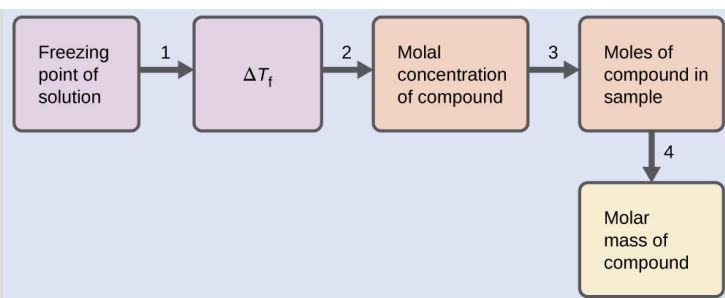 Freezing
point of
solution
1
ΔTf
2
Molal
concentration
of compound
3
Moles of
compound in
sample
4
Molar
mass of
compound